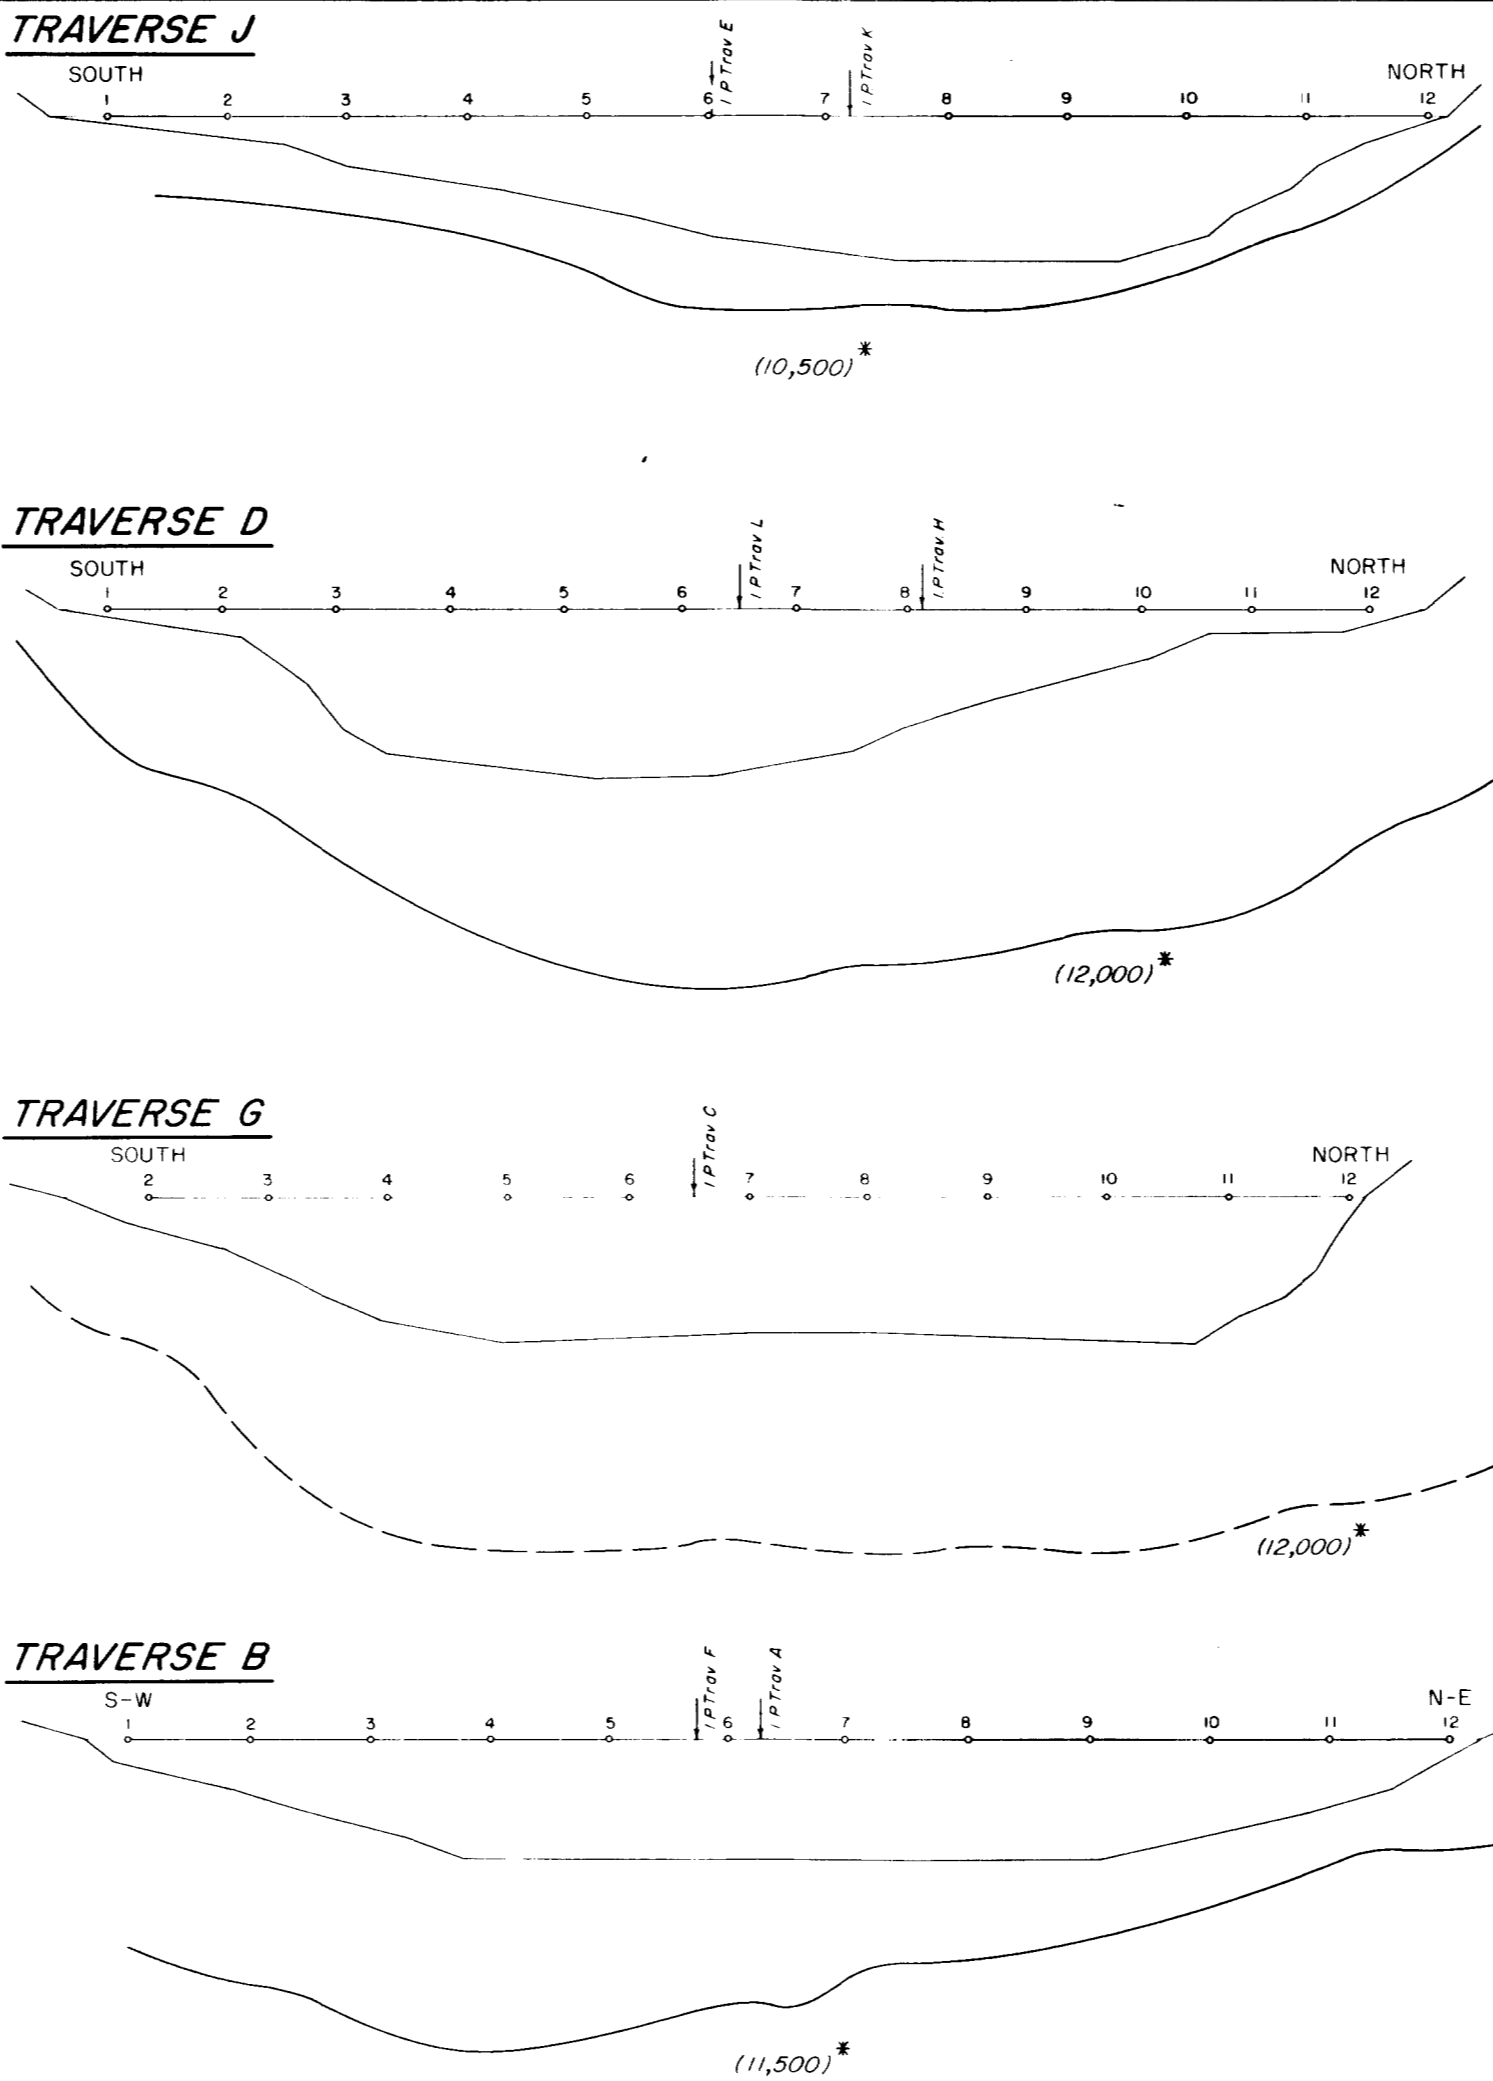 TRAVERSE J
I P Trav E
I P Trav K
SOUTH NORTH
1 2 3 4 5 6 7 8 9 10 11 12
(10,500)*
TRAVERSE D
I P Trav L
I.P Trav. H
SOUTH NORTH
1 2 3 4 5 6 7 8 9 10 11 12
(12,000)*
TRAVERSE G
I P Trav C
SOUTH NORTH
2 3 4 5 6 7 8 9 10 11 12
(12,000)*
TRAVERSE B
I P Trav F
I P Trav A
S-W N-E
1 2 3 4 5 6 7 8 9 10 11 12
(11,500)*